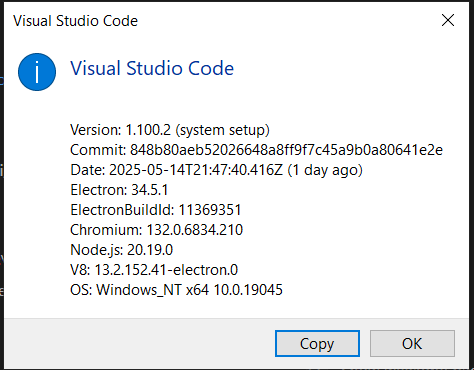 Visual Studio Code
Visual Studio Code
Version: 1.100.2 (system setup)
Commit: 848b80aeb52026648a8ff9f7c45a9b0a80641e2e
Date: 2025-05-14T21:47:40.416Z (1 day ago)
Electron: 34.5.1
ElectronBuildId: 11369351
Chromium: 132.0.6834.210
Node.js: 20.19.0
V8: 13.2.152.41-electron.0
OS: Windows_NT x64 10.0.19045
Copy
OK